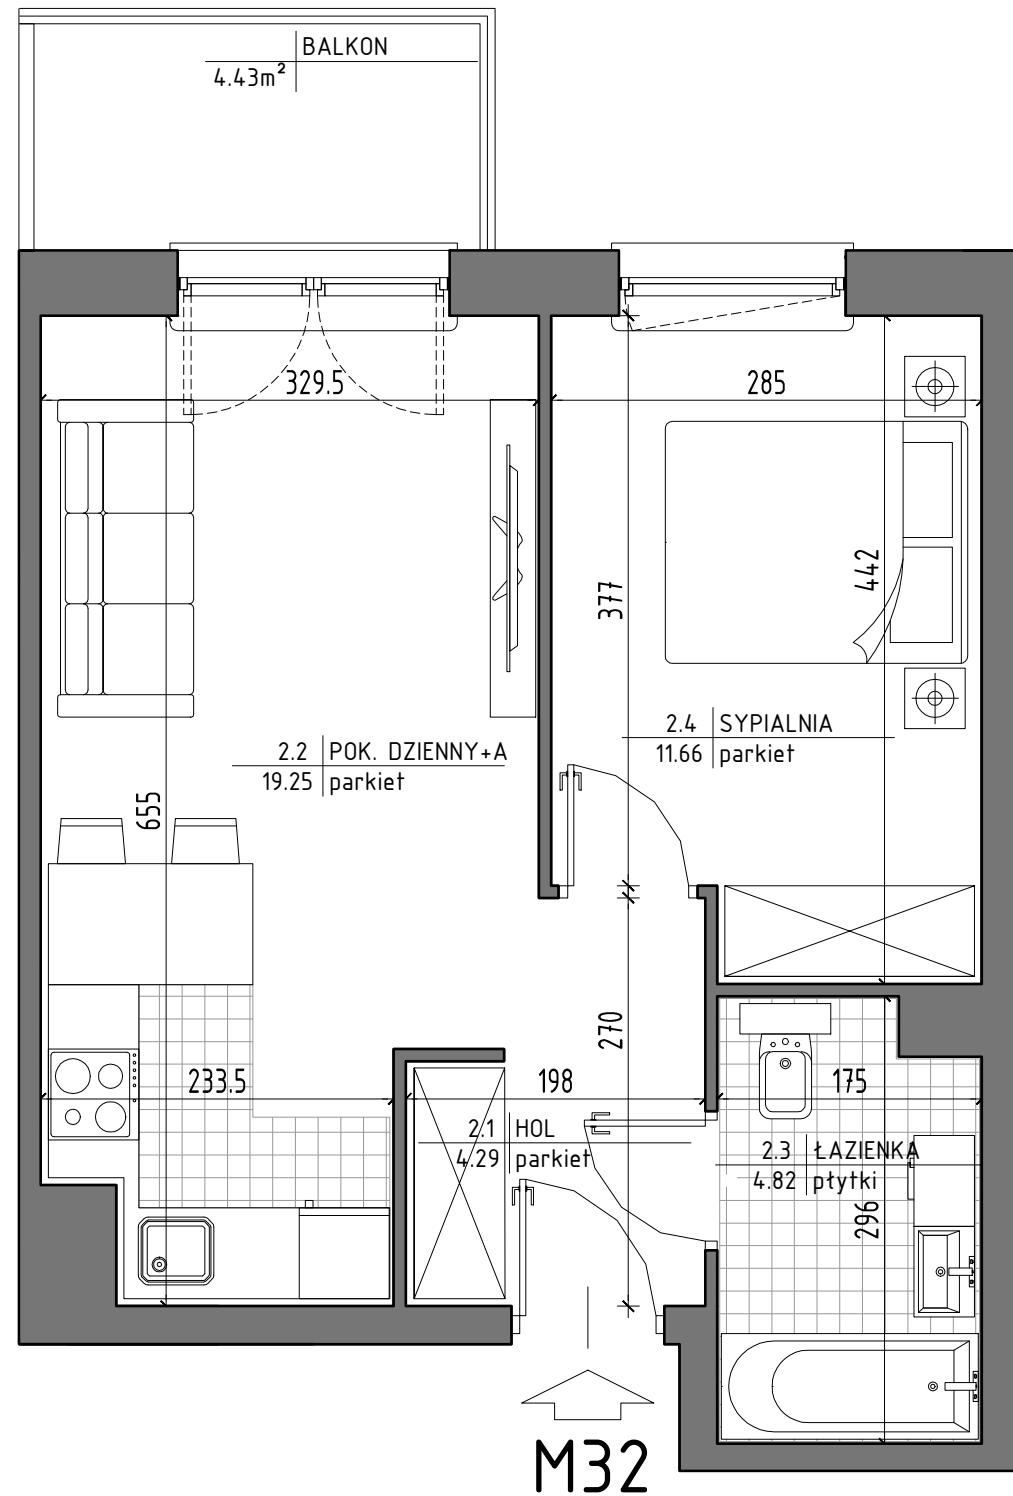 BALKON
4.43m²
329.5
285
377
442
2.4 SYPIALNIA
11.66 parkiet
2.2 POK. DZIENNY+A
19.25 parkiet
655
270
233.5
198
175
2.1 HOL
4.29 parkiet
2.3 ŁAZIENKA
4.82 płytki
296
M32